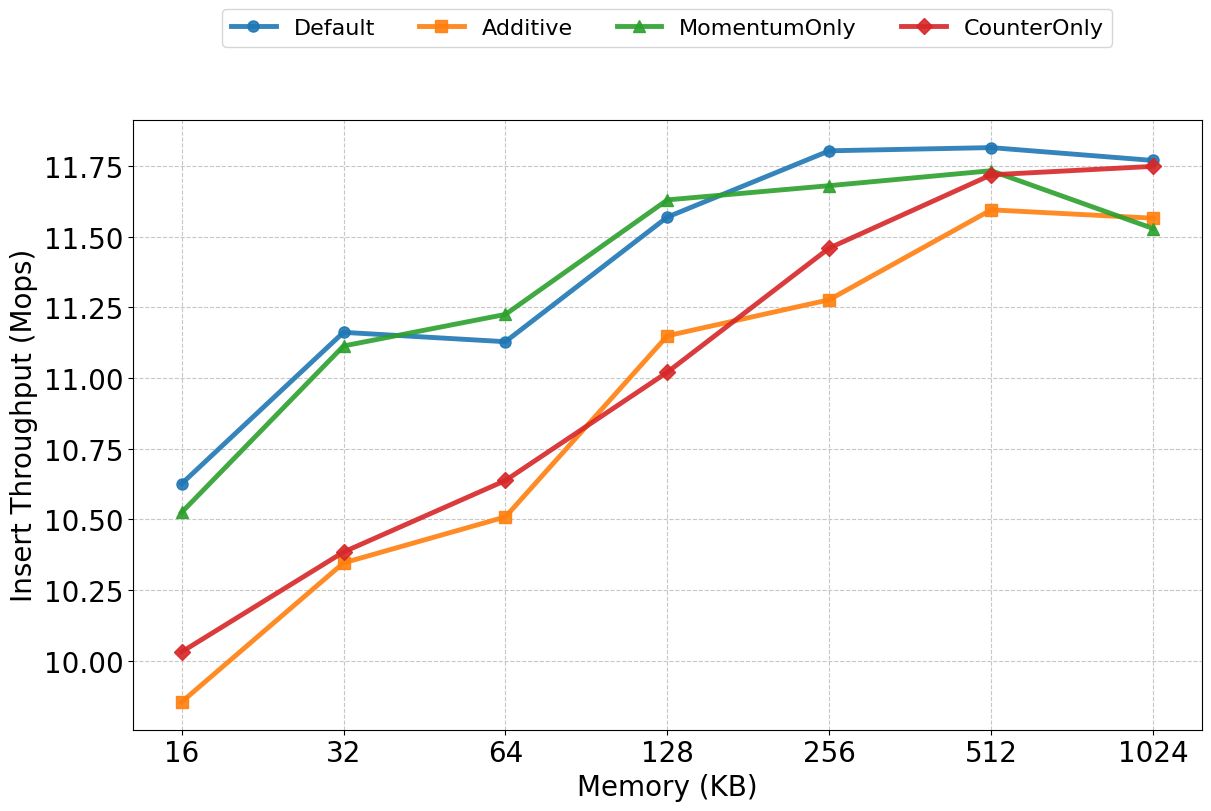 Default Additive MomentumOnly CounterOnly
Insert Throughput (Mops)
11.75
11.50
11.25
11.00
10.75
10.50
10.25
10.00
16 32 64 128 256 512 1024
Memory (KB)